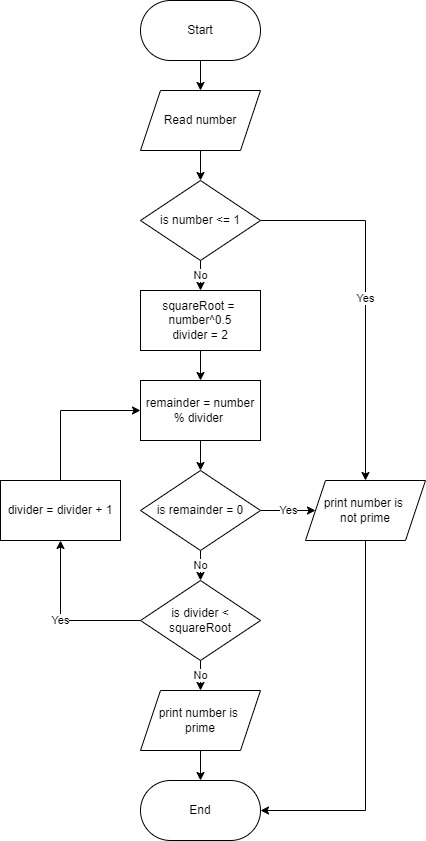 Start
Read number
is number <= 1
No
Yes
squareRoot =
number^0.5
divider = 2
remainder = number
% divider
divider = divider + 1
is remainder = 0
Yes
print number is
not prime
No
is divider <
squareRoot
Yes
No
print number is
prime
End